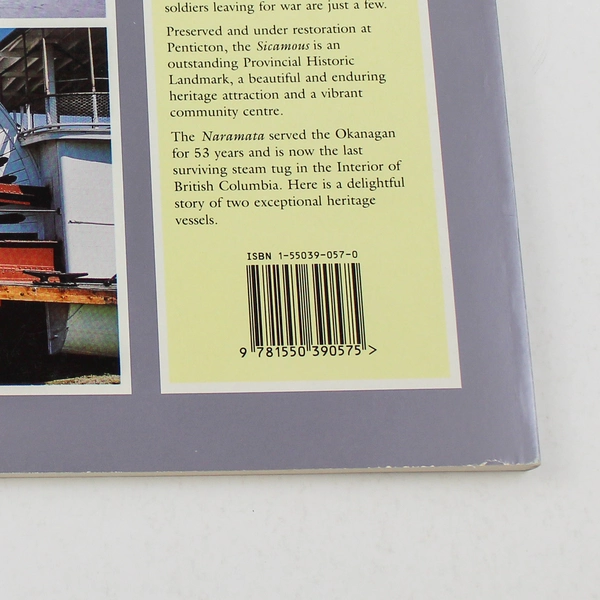 soldiers leaving for war are just a few.
Preserved and under restoration at
Penticton, the Sicamous is an
outstanding Provincial Historic
Landmark, a beautiful and enduring
heritage attraction and a vibrant
community centre.
The Naramata served the Okanagan
for 53 years and is now the last
surviving steam tug in the Interior of
British Columbia. Here is a delightful
story of two exceptional heritage
vessels.
ISBN 1-55039-057-0
9 781550 390575 >